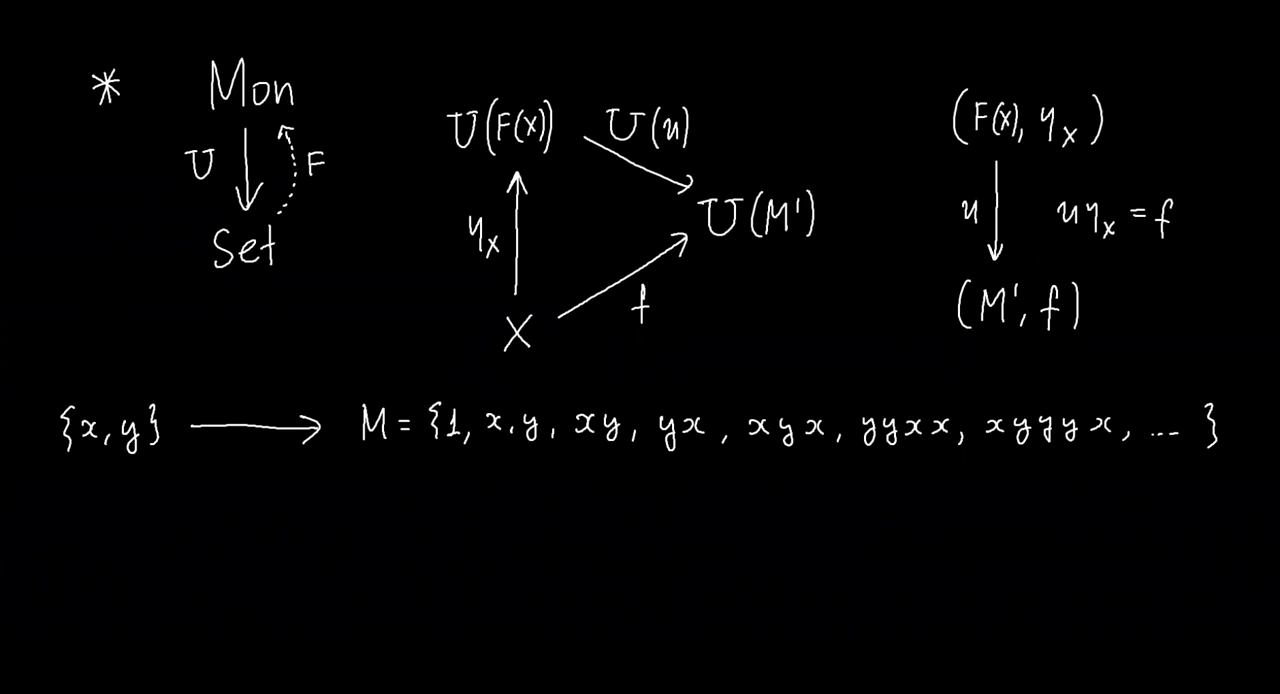 * Mon
U F
Set
U(F(X)) U(u)
η_X U(M')
f
X
(F(X), η_X)
u uη_X = f
(M', f)
{x, y} ⟶ M = {1, x, y, xy, yx, xyx, yyxx, xyyyx, ... }